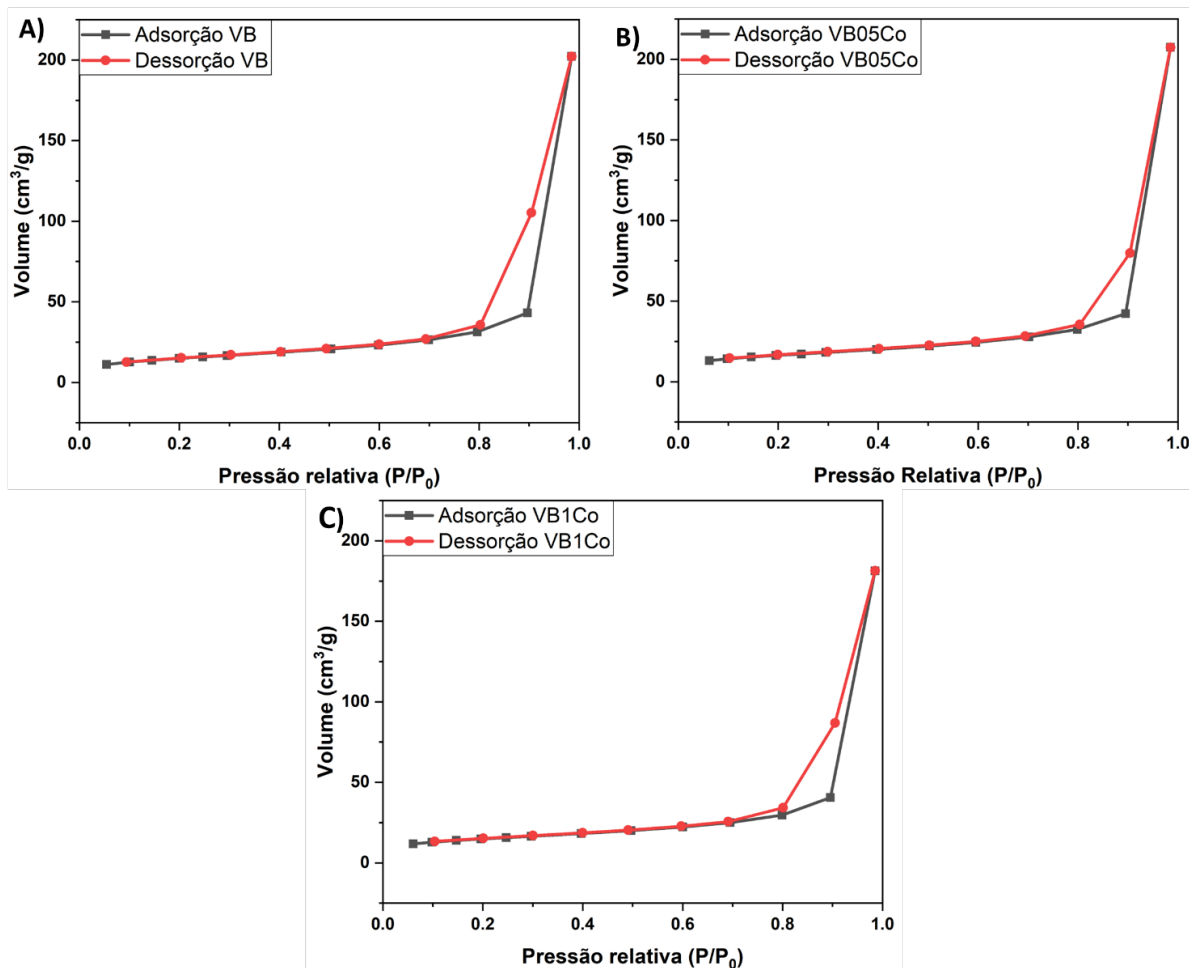 A)
Adsorção VB
Dessorção VB
200
150
100
50
0
Volume (cm³/g)
0.0 0.2 0.4 0.6 0.8 1.0
Pressão relativa (P/P₀)
B)
Adsorção VB05Co
Dessorção VB05Co
200
150
100
50
0
Volume (cm³/g)
0.0 0.2 0.4 0.6 0.8 1.0
Pressão Relativa (P/P₀)
C)
Adsorção VB1Co
Dessorção VB1Co
200
150
100
50
0
Volume (cm³/g)
0.0 0.2 0.4 0.6 0.8 1.0
Pressão relativa (P/P₀)